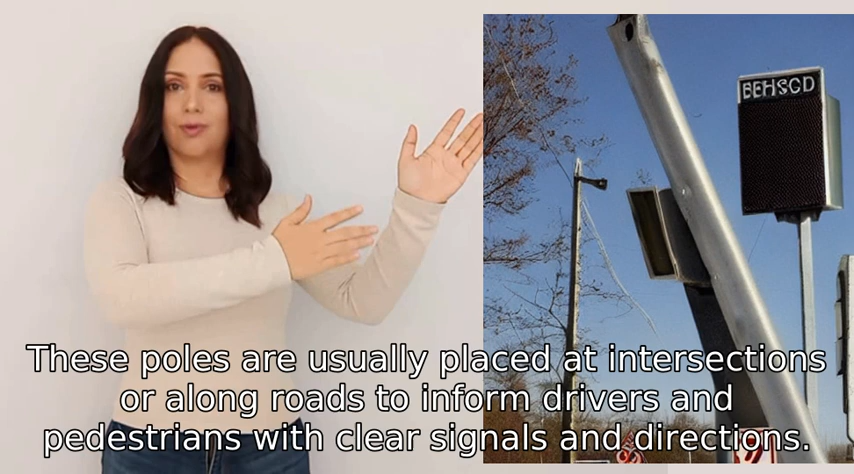 BEHSCD
These poles are usually placed at intersections
or along roads to inform drivers and
pedestrians with clear signals and directions.